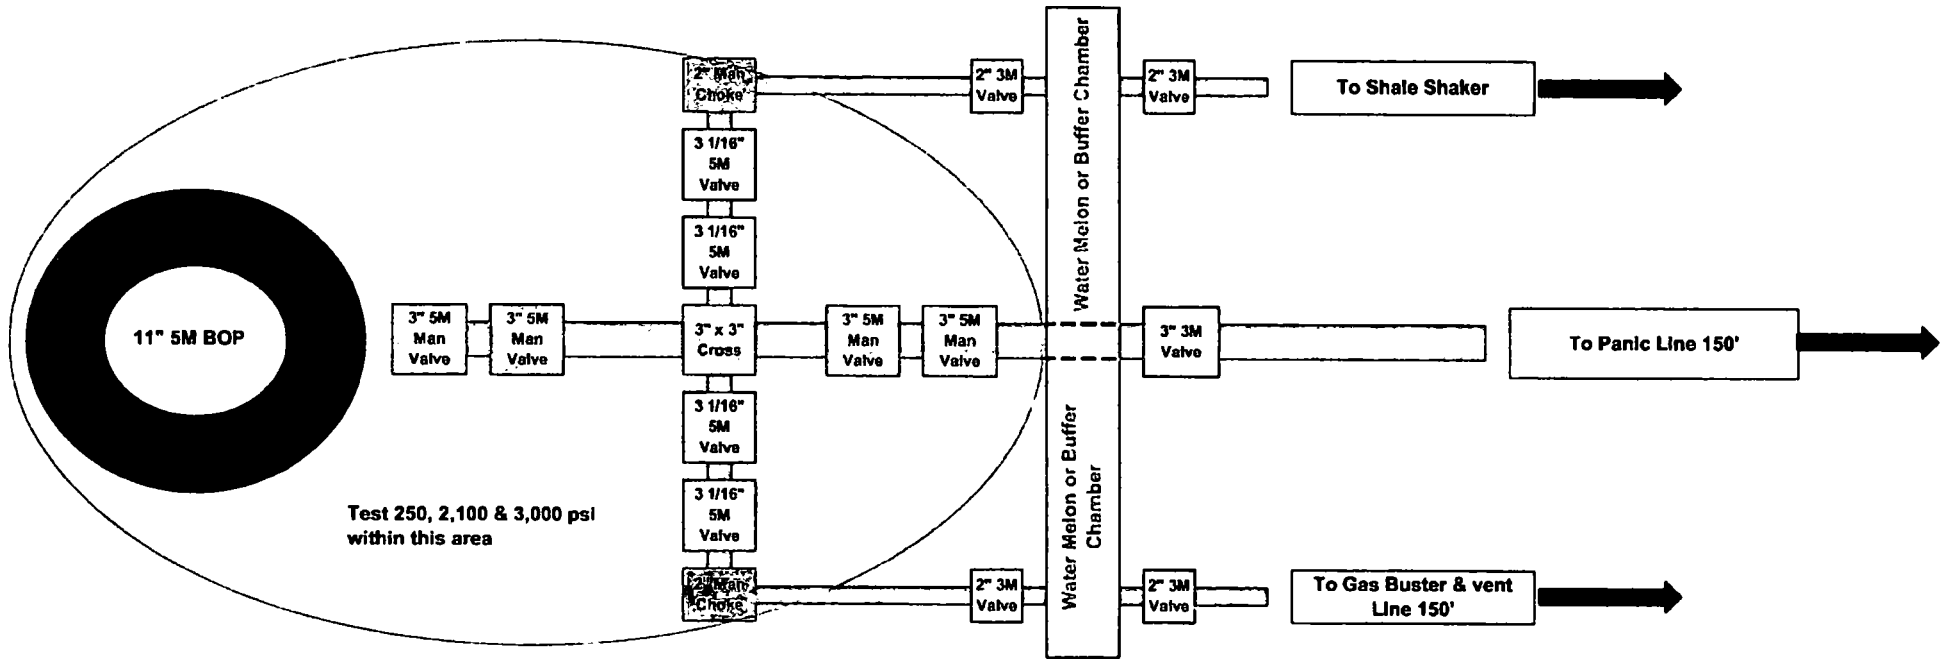 2" Man
Choke
2" 3M
Valve
2" 3M
Valve
To Shale Shaker
3 1/16"
5M
Valve
3 1/16"
5M
Valve
Water Melon or Buffer Chamber
11" 5M BOP
3" 5M
Man
Valve
3" 5M
Man
Valve
3" x 3"
Cross
3" 5M
Man
Valve
3" 5M
Man
Valve
3" 3M
Valve
To Panic Line 150'
3 1/16"
5M
Valve
3 1/16"
5M
Valve
Water Melon or Buffer
Chamber
Test 250, 2,100 & 3,000 psi
within this area
2" Man
Choke
2" 3M
Valve
2" 3M
Valve
To Gas Buster & vent
Line 150'